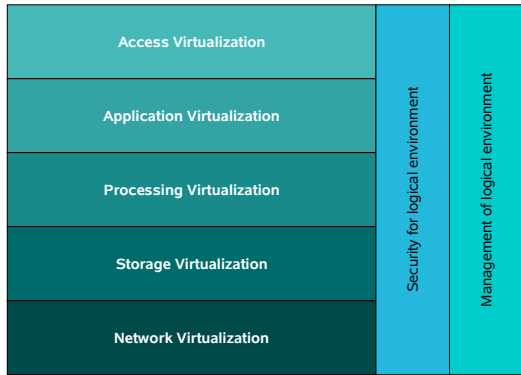 Access Virtualization
Application Virtualization
Processing Virtualization
Storage Virtualization
Network Virtualization
Security for logical environment
Management of logical environment